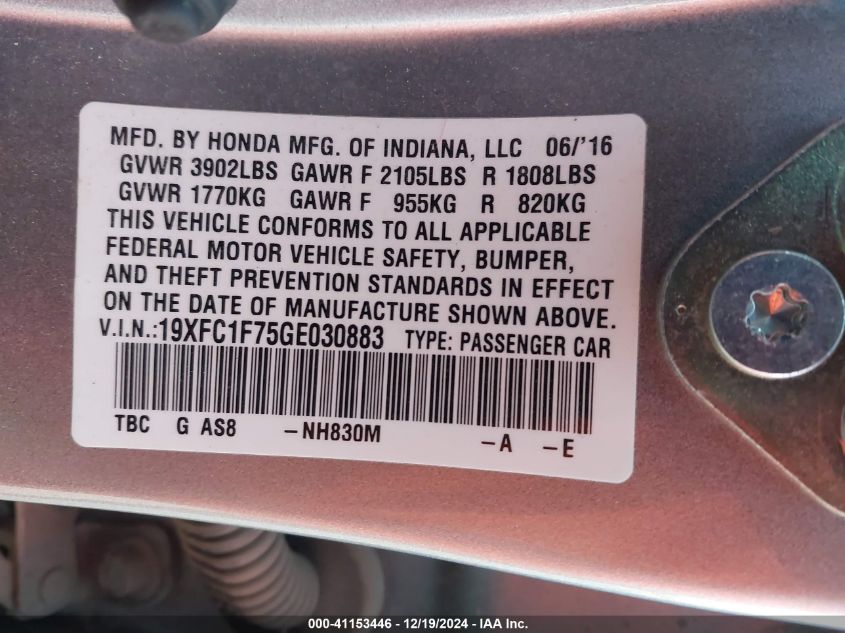 MFD. BY HONDA MFG. OF INDIANA, LLC 06/'16
GVWR 3902LBS GAWR F 2105LBS R 1808LBS
GVWR 1770KG GAWR F 955KG R 820KG
THIS VEHICLE CONFORMS TO ALL APPLICABLE
FEDERAL MOTOR VEHICLE SAFETY, BUMPER,
AND THEFT PREVENTION STANDARDS IN EFFECT
ON THE DATE OF MANUFACTURE SHOWN ABOVE.
V.I.N.:19XFC1F75GE030883 TYPE: PASSENGER CAR
TBC G AS8 -NH830M -A -E
000-41153446 - 12/19/2024 - IAA Inc.